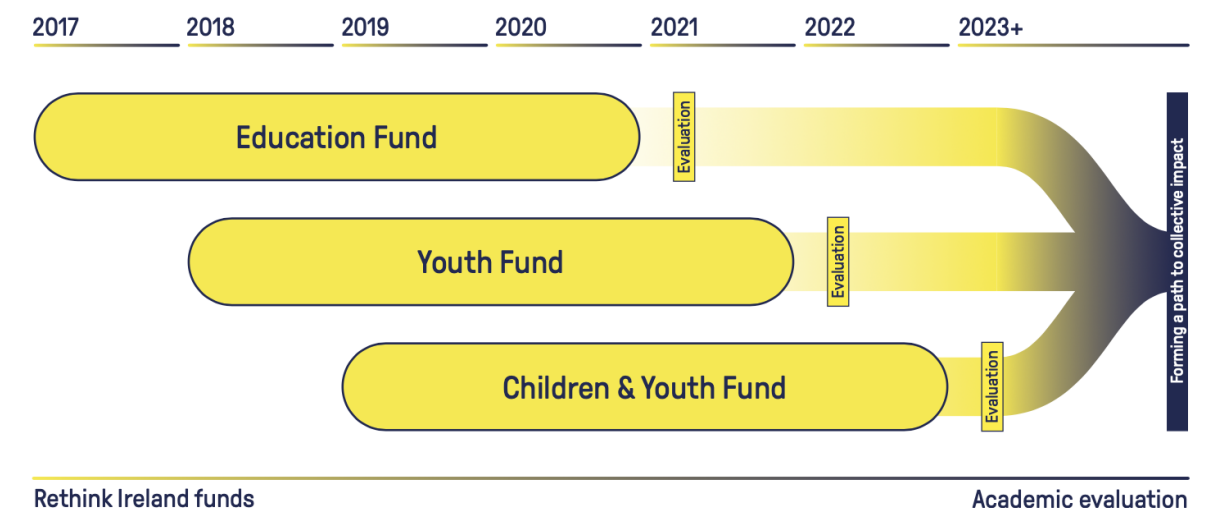 2017 2018 2019 2020 2021 2022 2023+
Education Fund
Evaluation
Youth Fund
Evaluation
Children & Youth Fund
Evaluation
Forming a path to collective impact
Rethink Ireland funds
Academic evaluation